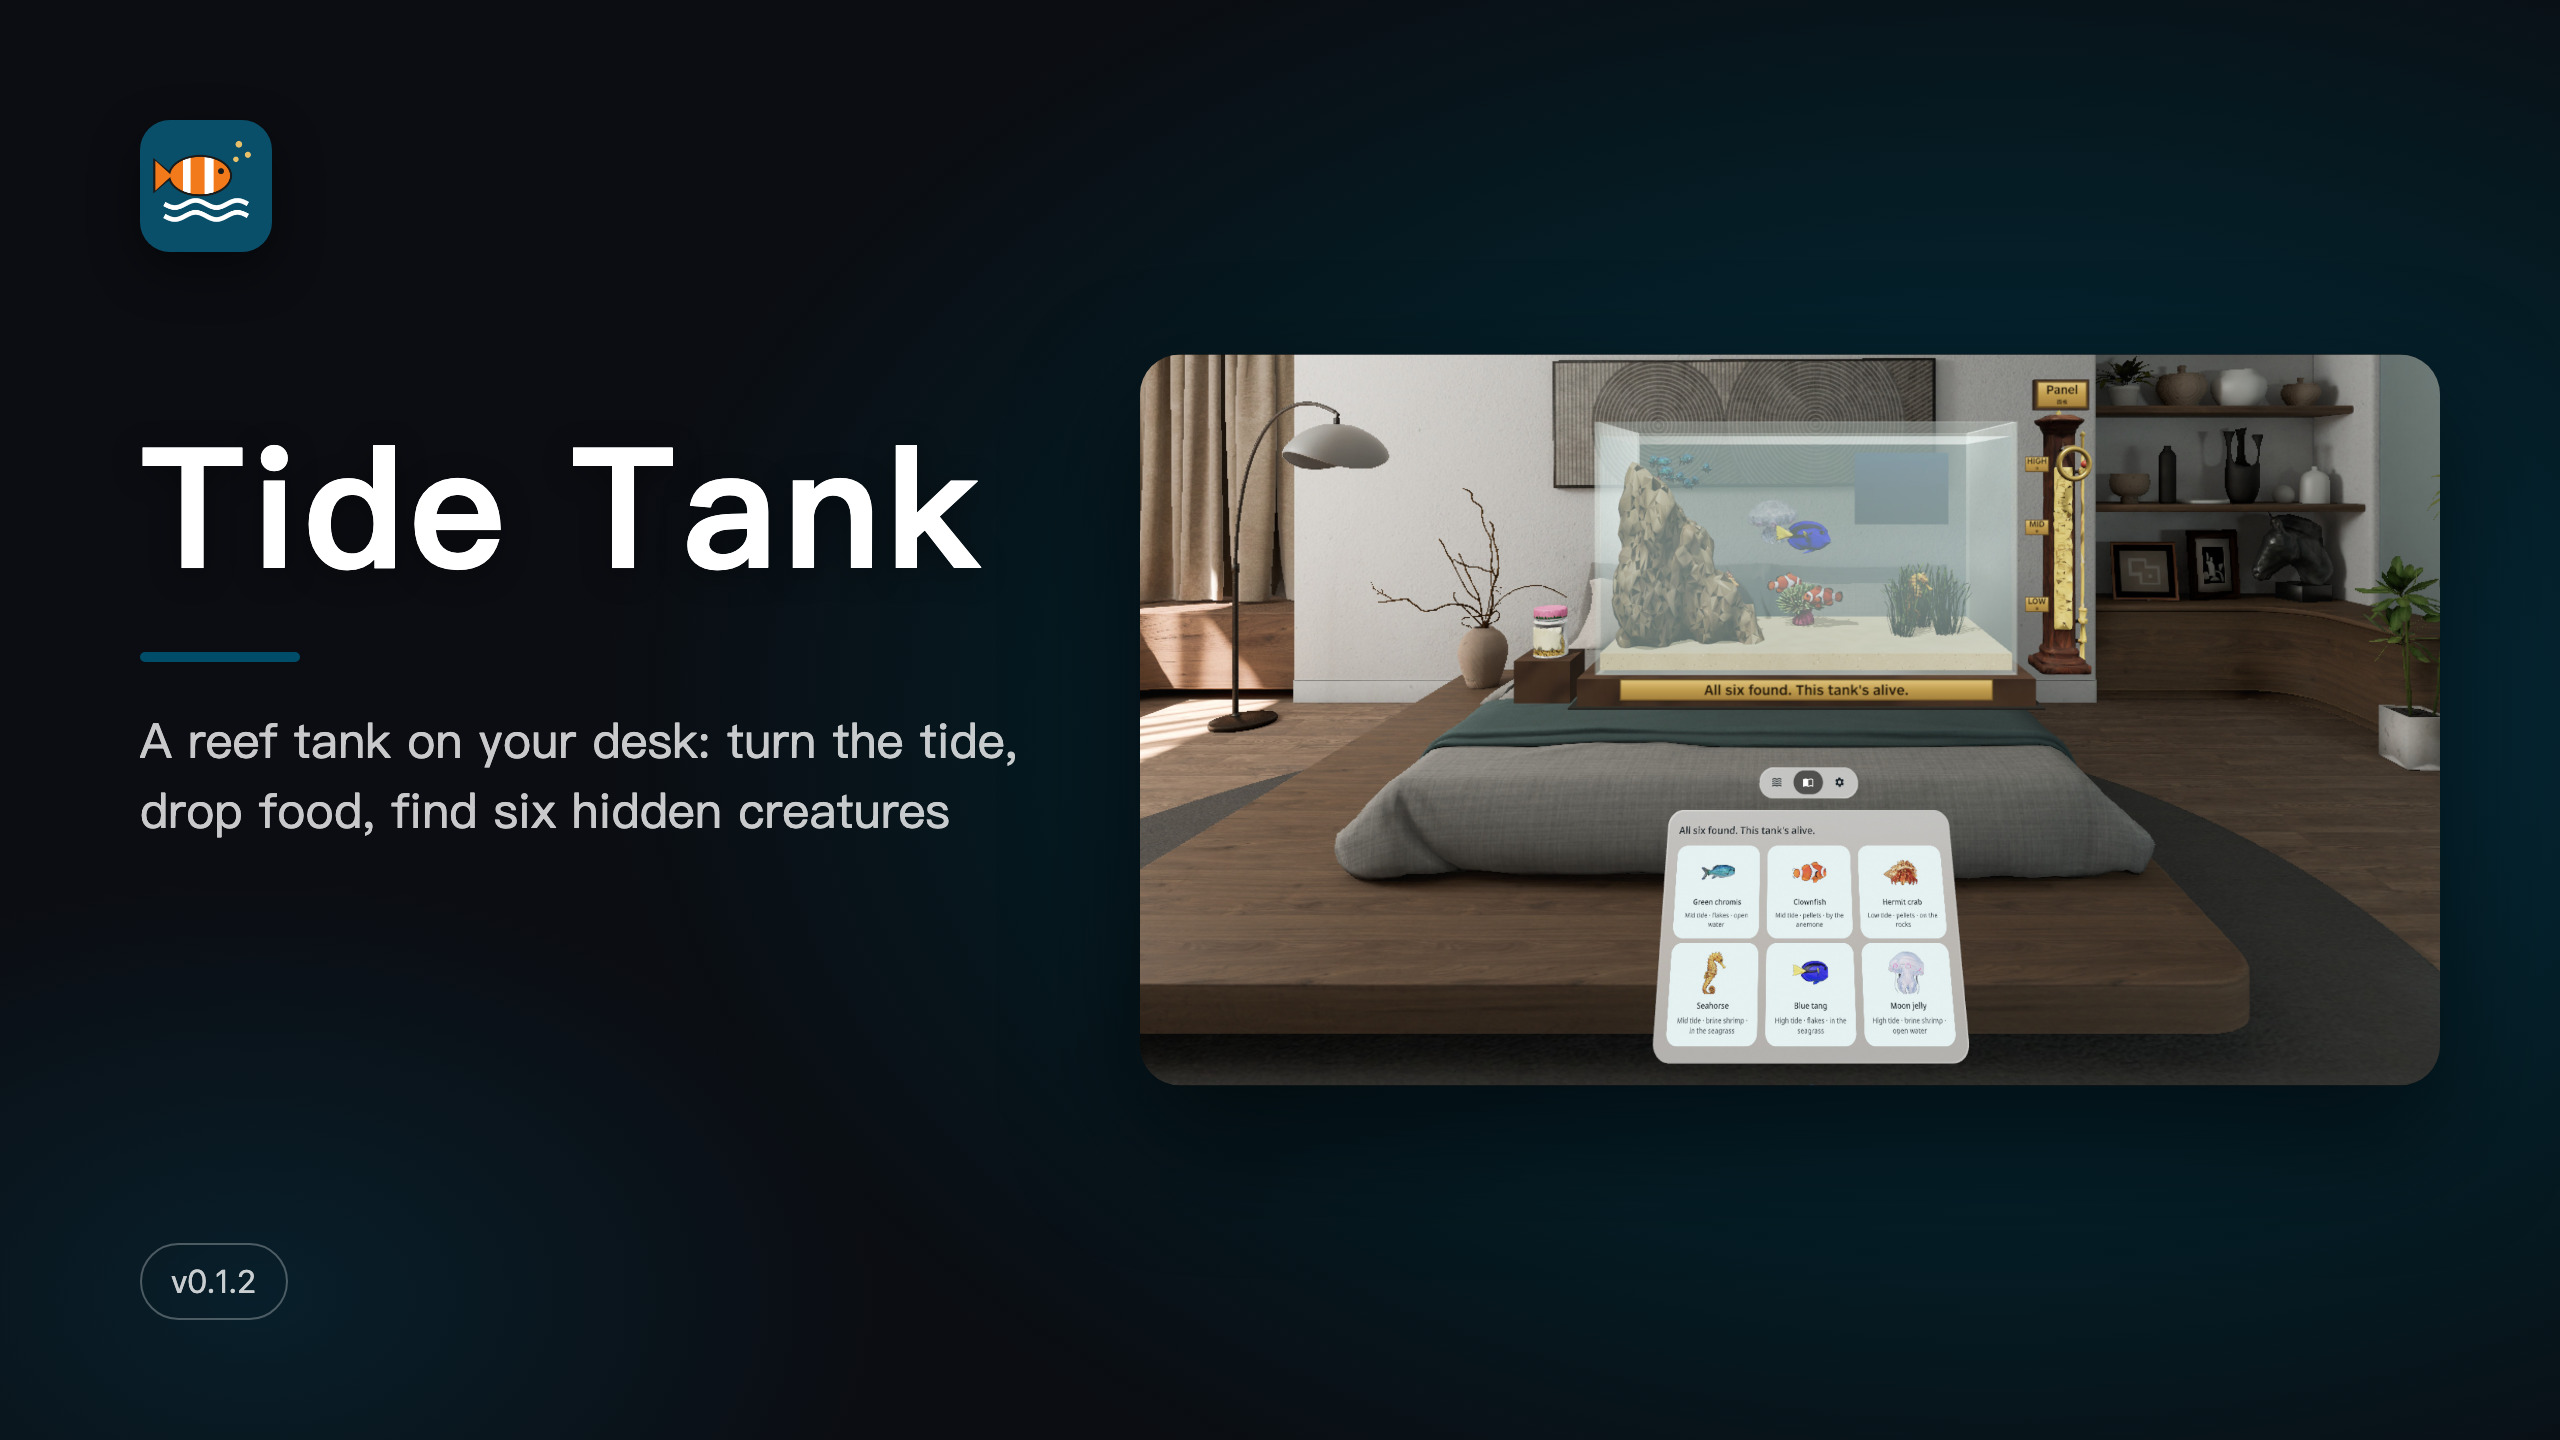 Tide Tank
A reef tank on your desk: turn the tide,
drop food, find six hidden creatures
v0.1.2
Panel
HIGH
MID
LOW
All six found. This tank's alive.
All six found. This tank's alive.
Green chromis
Mid tide · flakes · open
water
Clownfish
Mid tide · pellets · by the
anemone
Hermit crab
Low tide · pellets · on the
rocks
Seahorse
Mid tide · brine shrimp ·
in the seagrass
Blue tang
High tide · flakes · in the
seagrass
Moon jelly
High tide · brine shrimp ·
open water